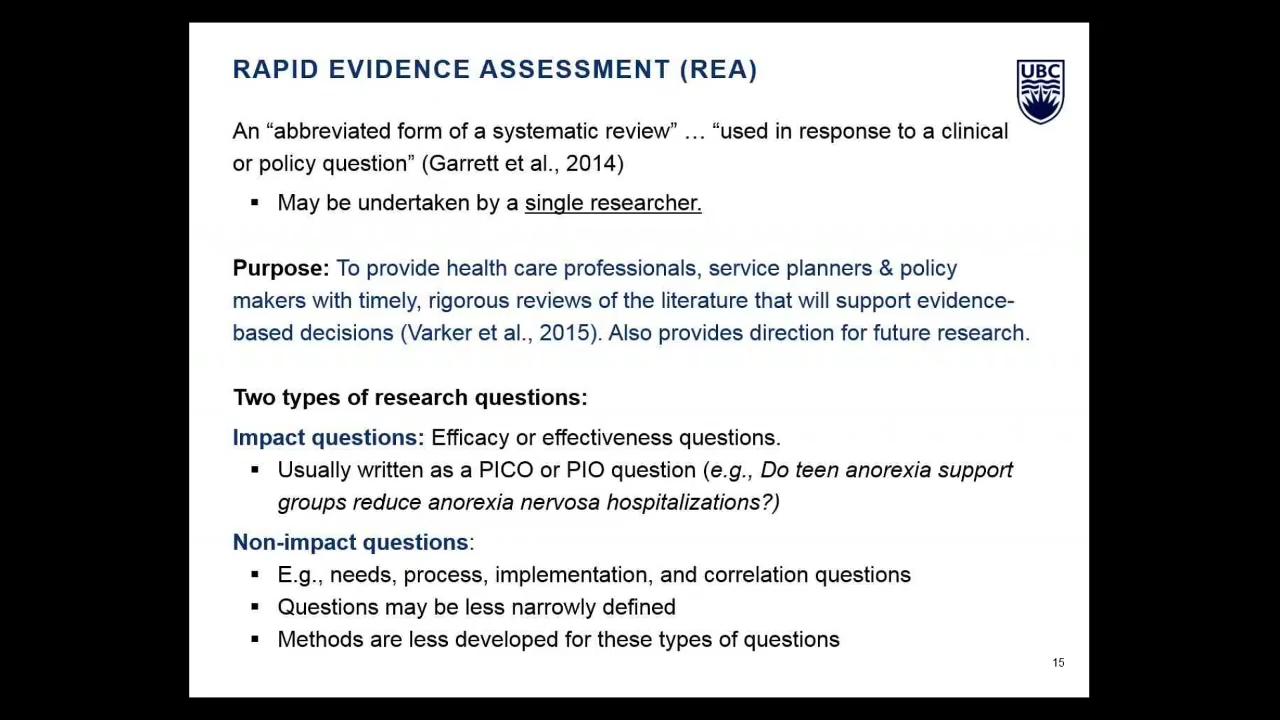 RAPID EVIDENCE ASSESSMENT (REA)
UBC
An “abbreviated form of a systematic review” … “used in response to a clinical
or policy question” (Garrett et al., 2014)
▪ May be undertaken by a single researcher.
Purpose: To provide health care professionals, service planners & policy
makers with timely, rigorous reviews of the literature that will support evidence-
based decisions (Varker et al., 2015). Also provides direction for future research.
Two types of research questions:
Impact questions: Efficacy or effectiveness questions.
▪ Usually written as a PICO or PIO question (e.g., Do teen anorexia support
groups reduce anorexia nervosa hospitalizations?)
Non-impact questions:
▪ E.g., needs, process, implementation, and correlation questions
▪ Questions may be less narrowly defined
▪ Methods are less developed for these types of questions
15